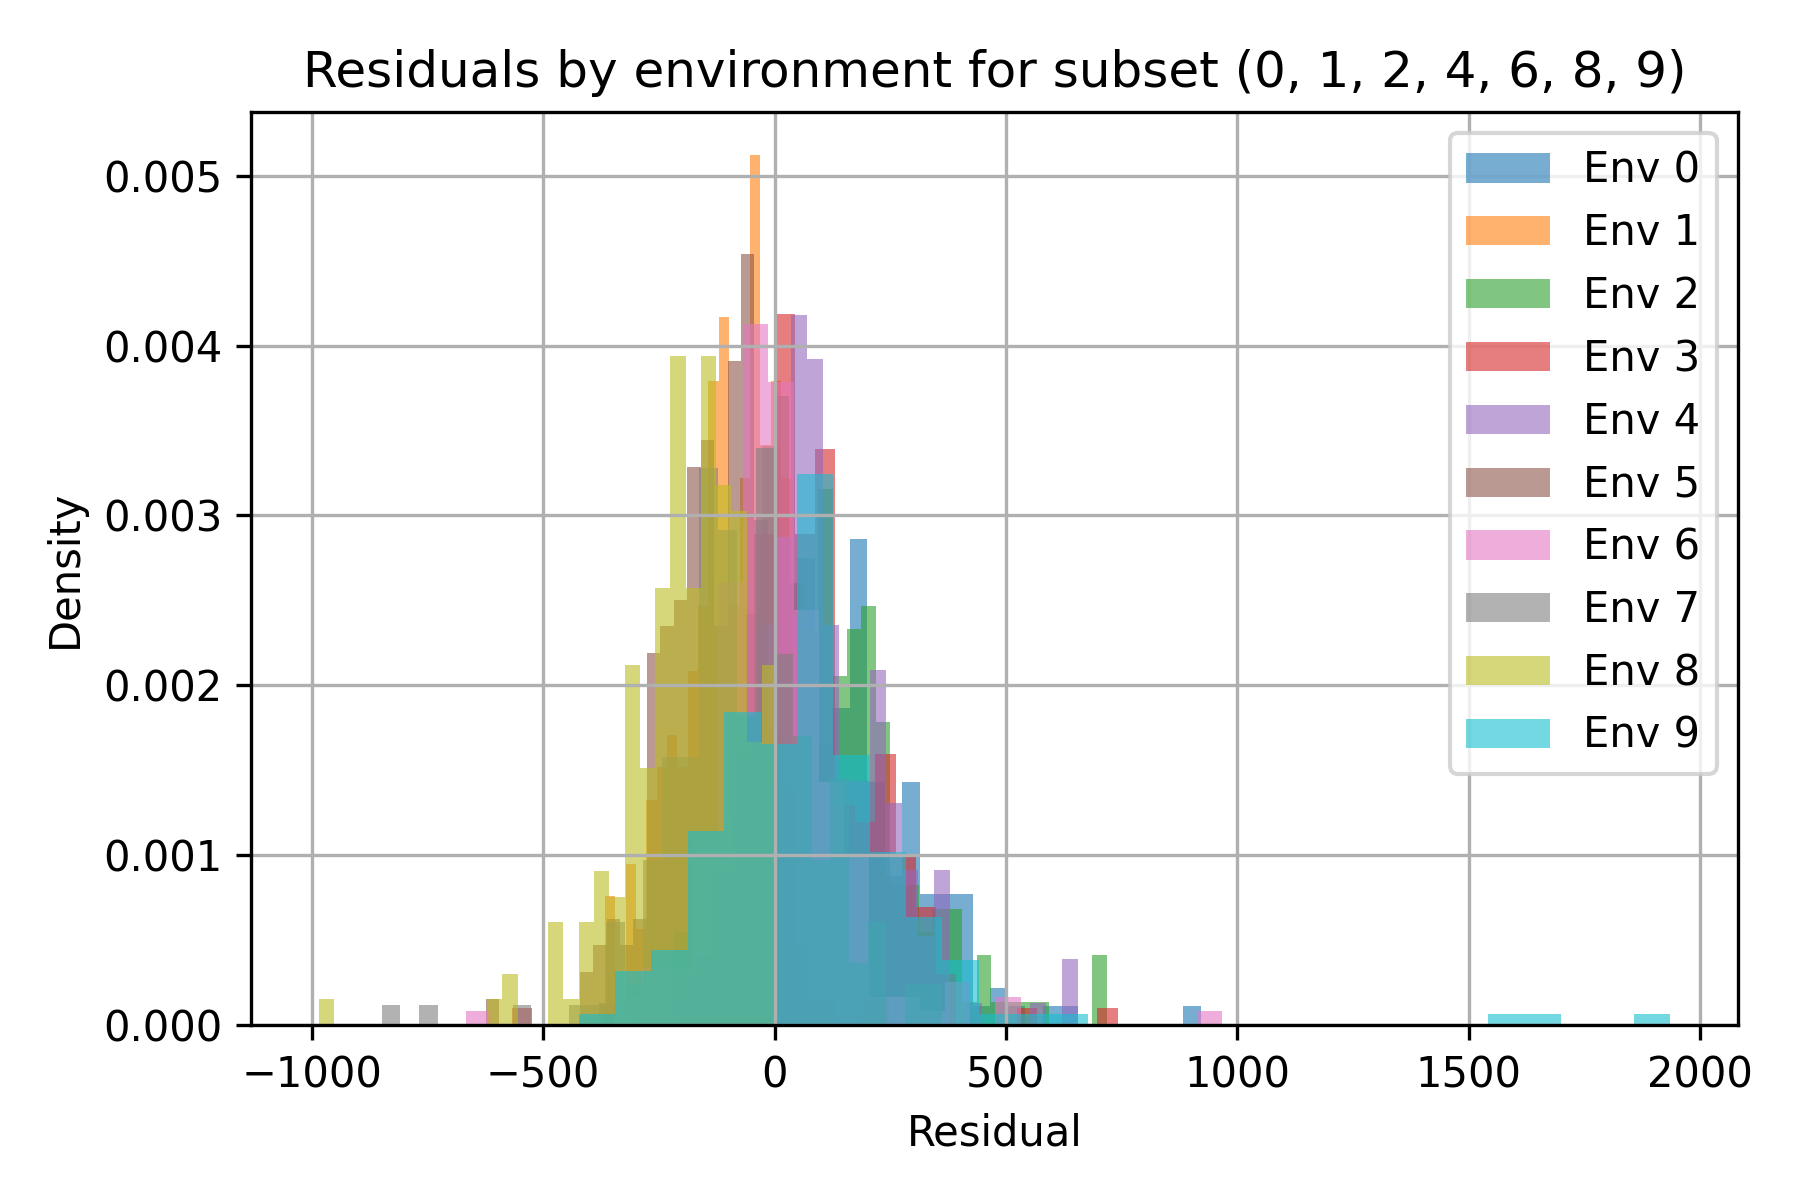 Residuals by environment for subset (0, 1, 2, 4, 6, 8, 9)
0.005
0.004
0.003
0.002
0.001
0.000
Density
−1000
−500
0
500
1000
1500
2000
Residual
Env 0
Env 1
Env 2
Env 3
Env 4
Env 5
Env 6
Env 7
Env 8
Env 9